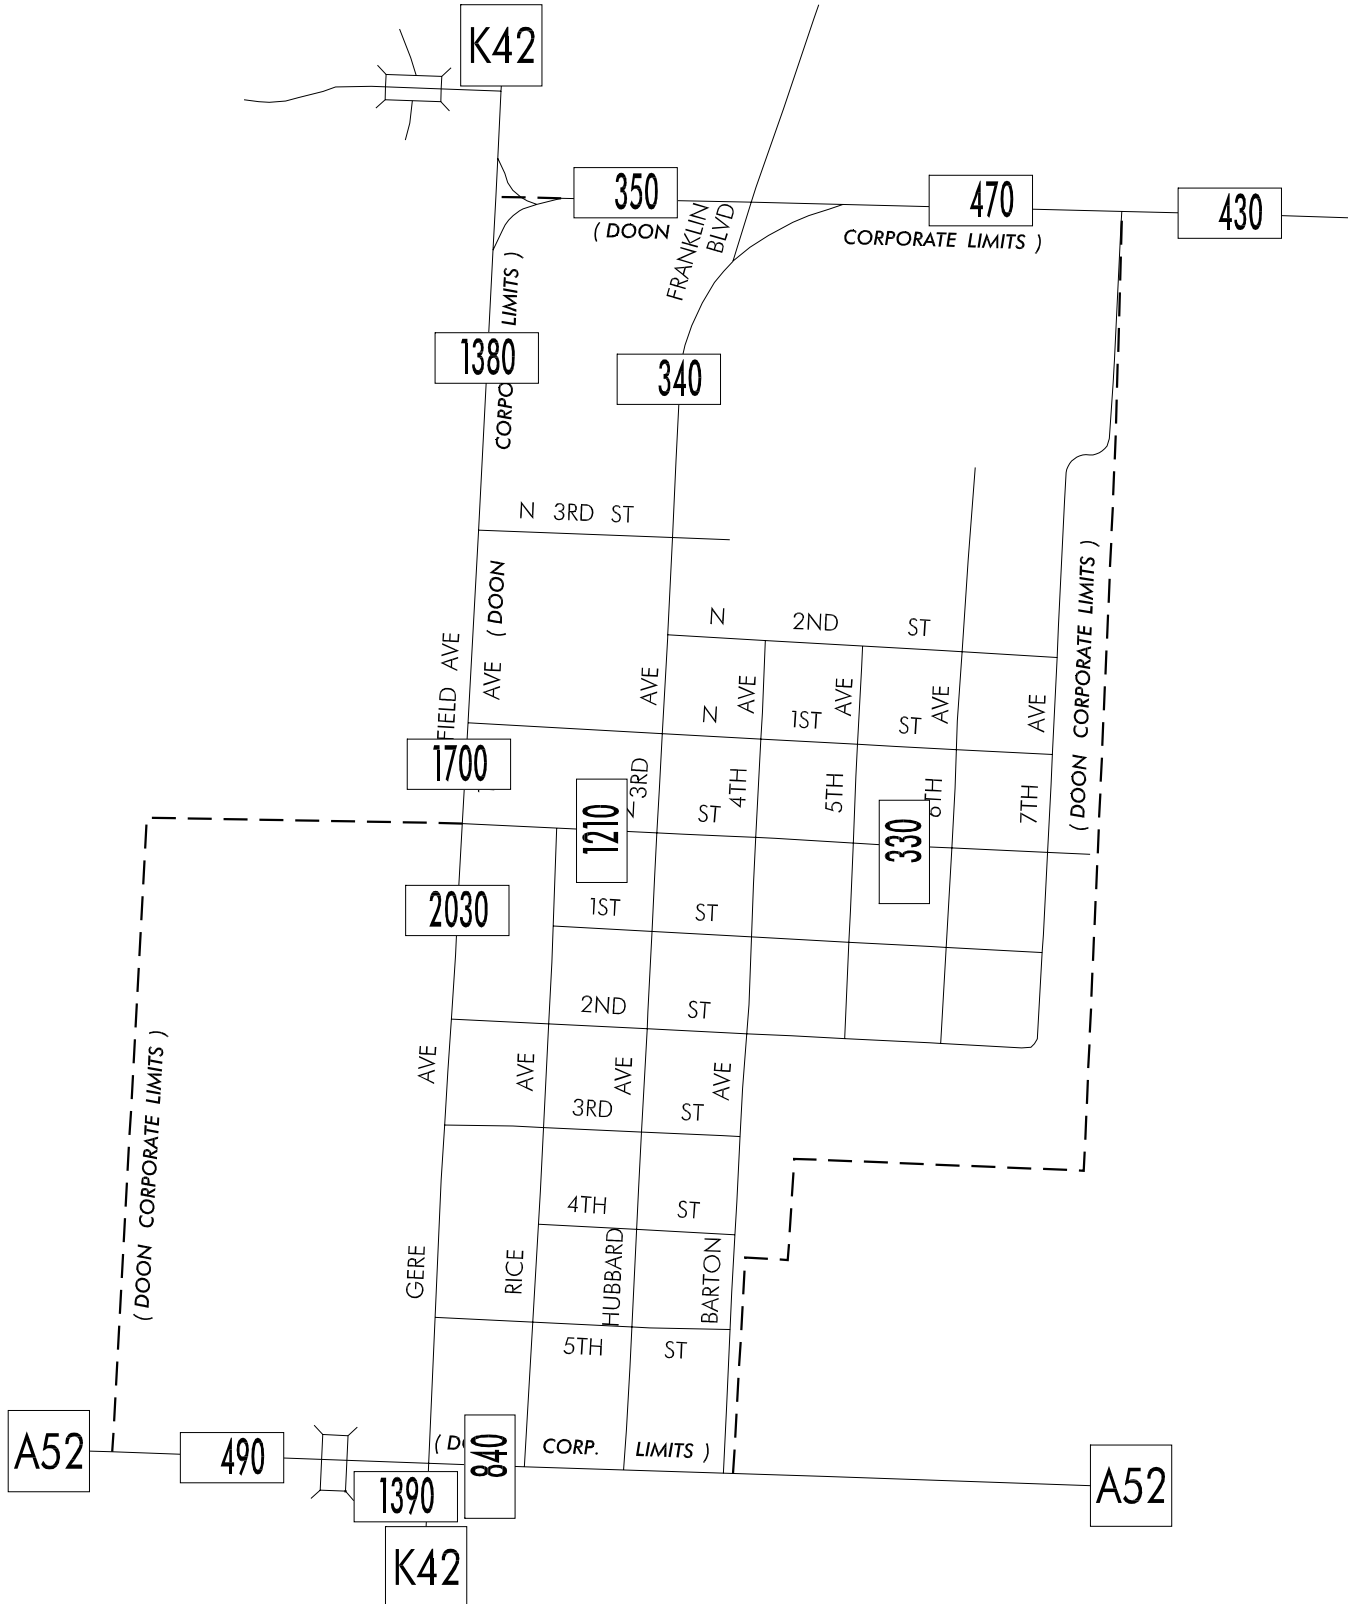 K42
350
470
430
( DOON
CORPORATE LIMITS )
FRANKLIN
BLVD
LIMITS )
1380
340
N 3RD ST
( DOON
AVE
FIELD AVE
N 2ND ST
AVE
AVE
AVE
AVE
AVE
N 1ST ST
( DOON CORPORATE LIMITS )
1700
3RD
4TH
5TH
7TH
ST
1210
330
2030
1ST ST
2ND ST
AVE
AVE
AVE
AVE
3RD ST
( DOON CORPORATE LIMITS )
4TH ST
GERE
RICE
HUBBARD
BARTON
5TH ST
A52
490
840
CORP.
LIMITS )
1390
A52
K42